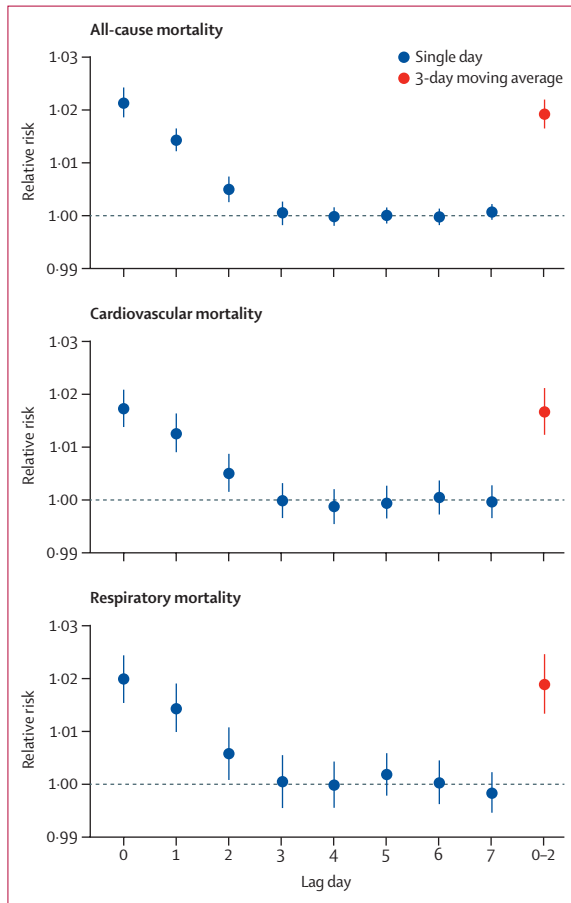 All-cause mortality
Single day
3-day moving average
1·03
1·02
1·01
1·00
0·99
Relative risk
Cardiovascular mortality
1·03
1·02
1·01
1·00
0·99
Relative risk
Respiratory mortality
1·03
1·02
1·01
1·00
0·99
Relative risk
0 1 2 3 4 5 6 7 0–2
Lag day